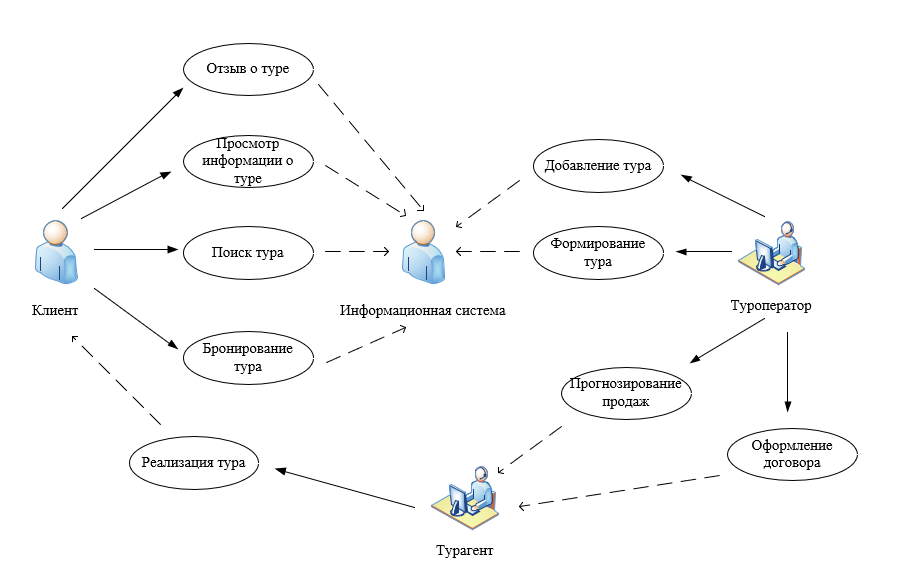 Отзыв о туре
Просмотр
информации о
туре
Добавление тура
Поиск тура
Формирование
тура
Клиент
Информационная система
Туроператор
Бронирование
тура
Прогнозирование
продаж
Оформление
договора
Реализация тура
Турагент